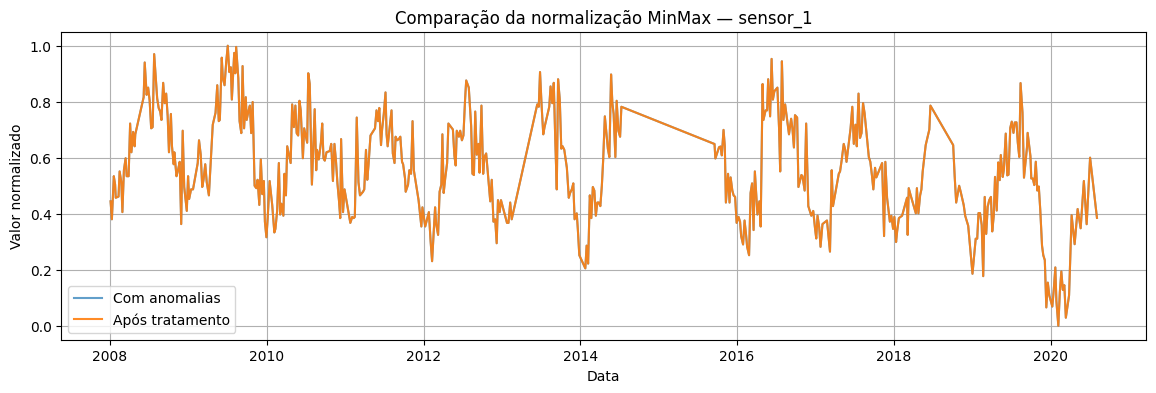 Comparação da normalização MinMax — sensor_1
Valor normalizado
1.0
0.8
0.6
0.4
0.2
0.0
Com anomalias
Após tratamento
2008
2010
2012
2014
2016
2018
2020
Data